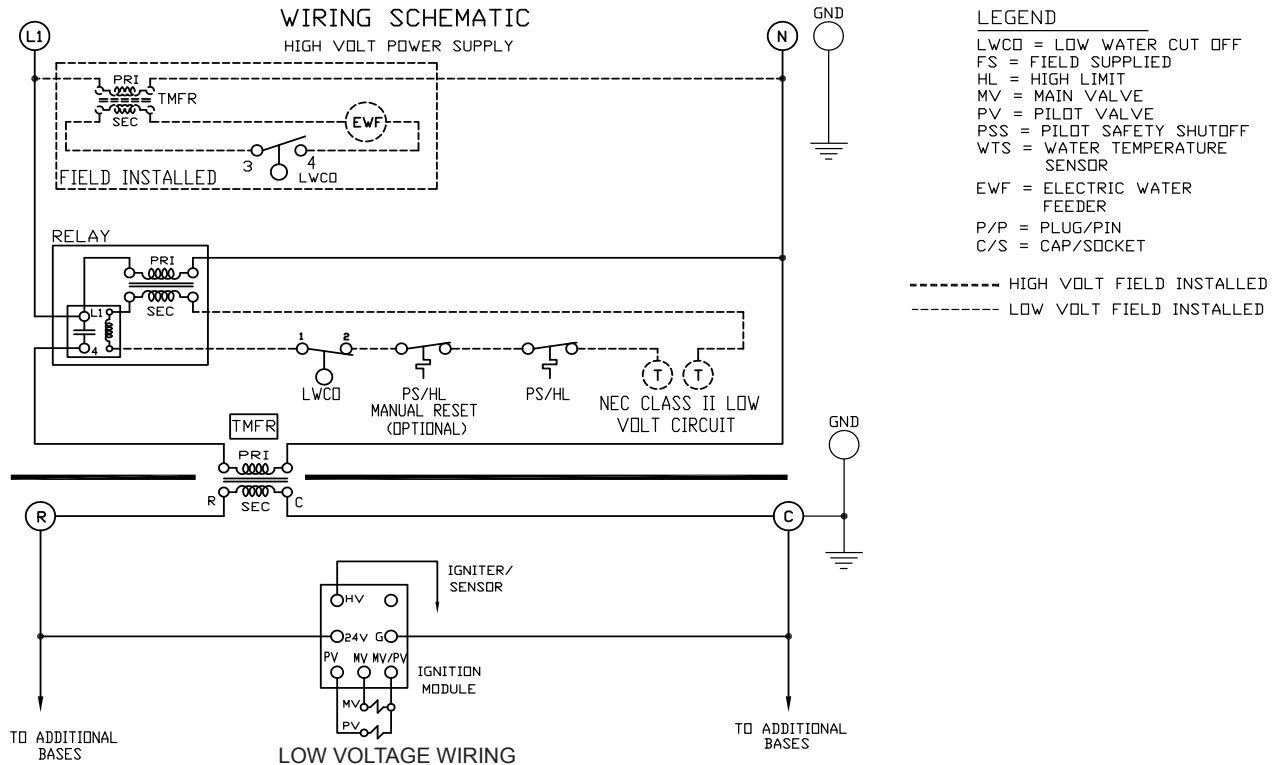 WIRING SCHEMATIC
HIGH VOLT POWER SUPPLY
L1
N
GND
PRI
TMFR
SEC
EWF
3
4
LWCO
FIELD INSTALLED
RELAY
PRI
SEC
L1
4
1
2
LWCO
PS/HL
MANUAL RESET
(OPTIONAL)
PS/HL
T
T
NEC CLASS II LOW
VOLT CIRCUIT
TMFR
PRI
R
SEC
C
GND
R
C
IGNITER/
SENSOR
HV
24V
G
PV
MV
MV/PV
IGNITION
MODULE
MV
PV
TO ADDITIONAL
BASES
TO ADDITIONAL
BASES
LOW VOLTAGE WIRING
LEGEND
LWCO = LOW WATER CUT OFF
FS = FIELD SUPPLIED
HL = HIGH LIMIT
MV = MAIN VALVE
PV = PILOT VALVE
PSS = PILOT SAFETY SHUTOFF
WTS = WATER TEMPERATURE
SENSOR
EWF = ELECTRIC WATER
FEEDER
P/P = PLUG/PIN
C/S = CAP/SOCKET
HIGH VOLT FIELD INSTALLED
LOW VOLT FIELD INSTALLED